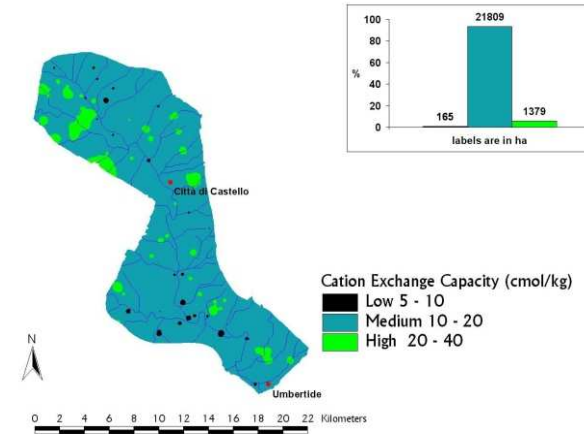 %
100
80
60
40
20
0
165
21809
1379
labels are in ha
Città di Castello
Umbertide
Cation Exchange Capacity (cmol/kg)
Low 5 - 10
Medium 10 - 20
High 20 - 40
N
0 2 4 6 8 10 12 14 16 18 20 22 Kilometers